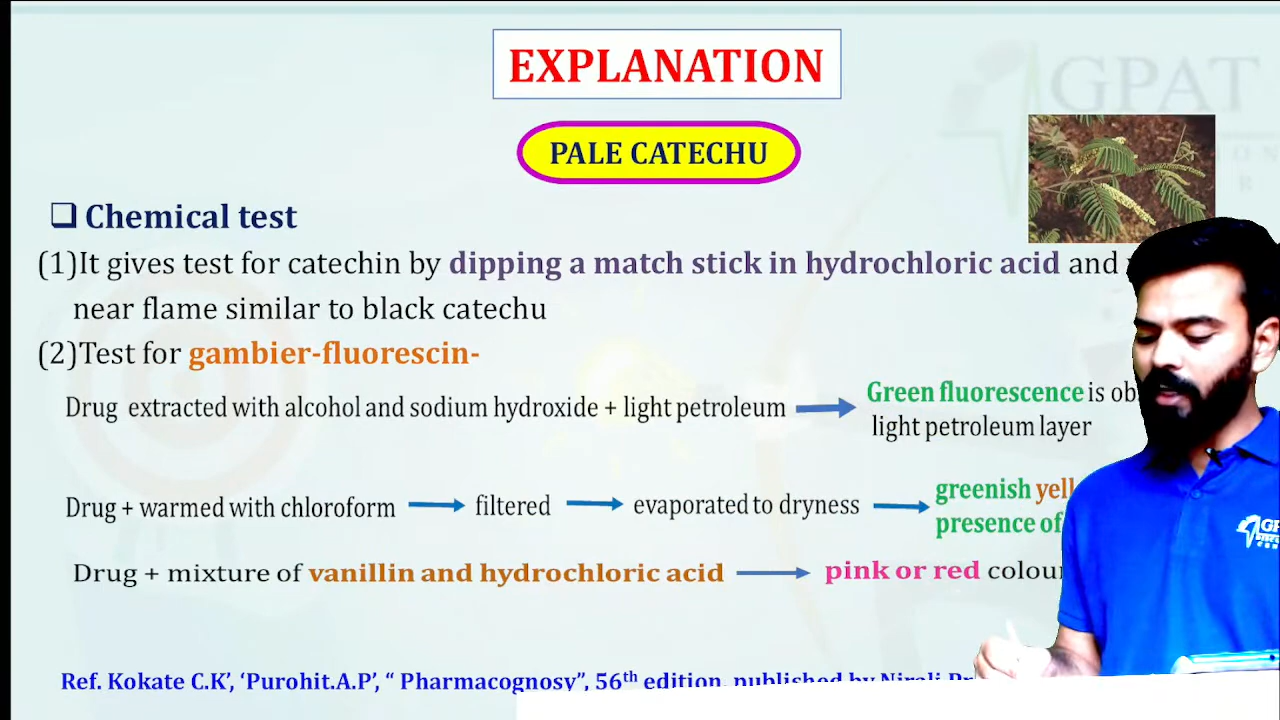 EXPLANATION
GPAT
PALE CATECHU
❑ Chemical test
(1)It gives test for catechin by dipping a match stick in hydrochloric acid and
near flame similar to black catechu
(2)Test for gambier-fluorescin-
Drug extracted with alcohol and sodium hydroxide + light petroleum
Green fluorescence is
light petroleum layer
Drug + warmed with chloroform filtered evaporated to dryness
greenish
presence of
Drug + mixture of vanillin and hydrochloric acid pink or red
Ref. Kokate C.K', 'Purohit.A.P', “ Pharmacognosy”, 56th edition, published by Nirali